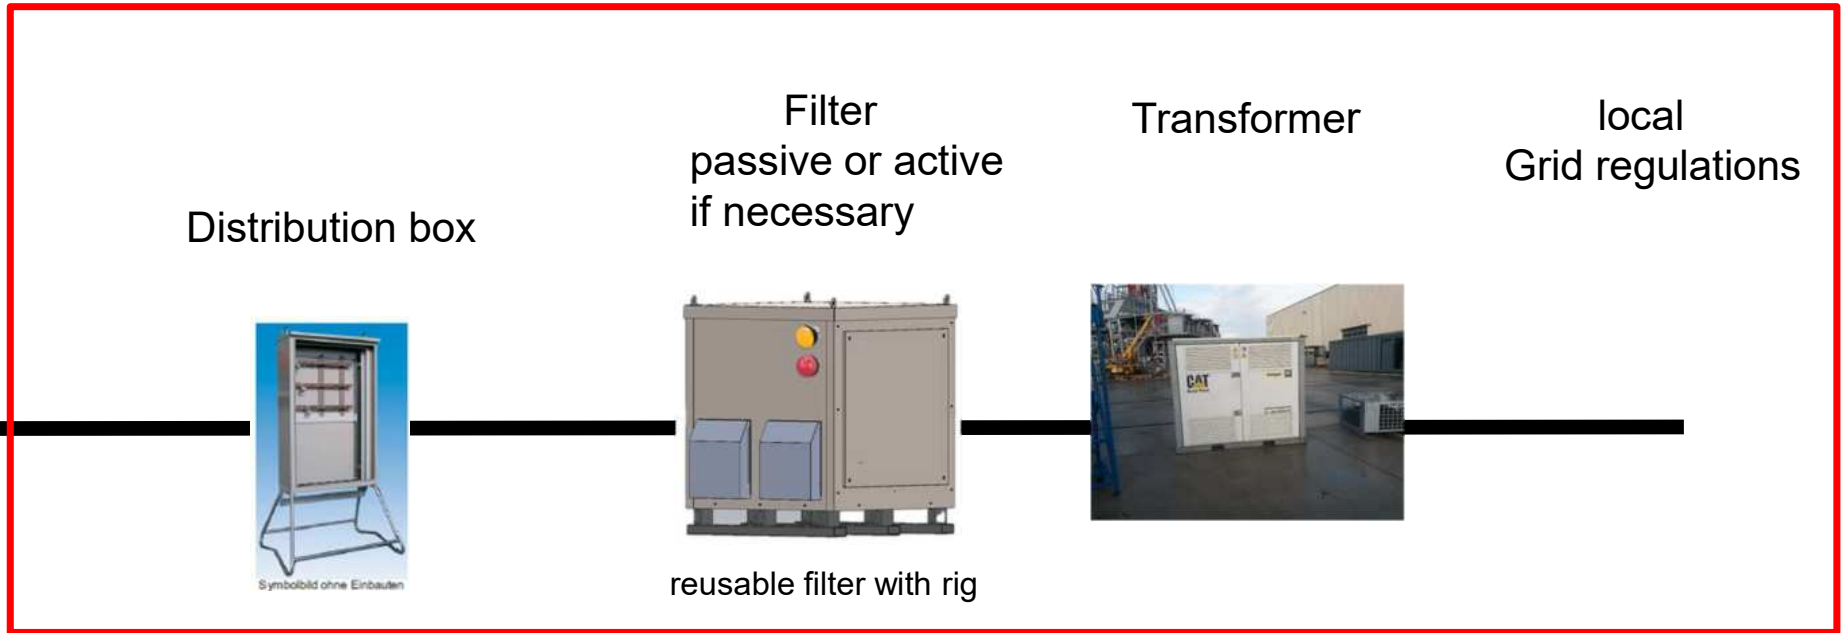 Distribution box
Filter
passive or active
if necessary
Transformer
local
Grid regulations
CAT
Symbolbild ohne Einbauten
reusable filter with rig